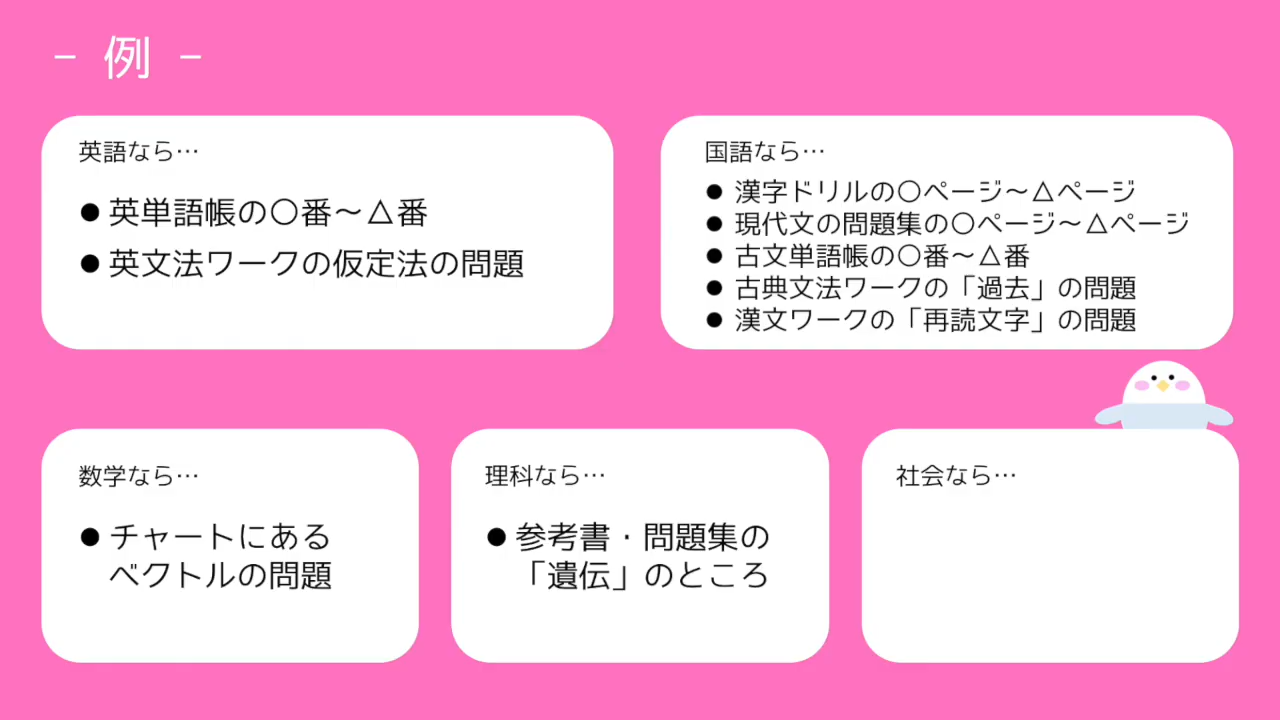 - 例 -
英語なら…
● 英単語帳の〇番～△番
● 英文法ワークの仮定法の問題
国語なら…
● 漢字ドリルの〇ページ～△ページ
● 現代文の問題集の〇ページ～△ページ
● 古文単語帳の〇番～△番
● 古典文法ワークの「過去」の問題
● 漢文ワークの「再読文字」の問題
数学なら…
● チャートにある
ベクトルの問題
理科なら…
● 参考書・問題集の
「遺伝」のところ
社会なら…